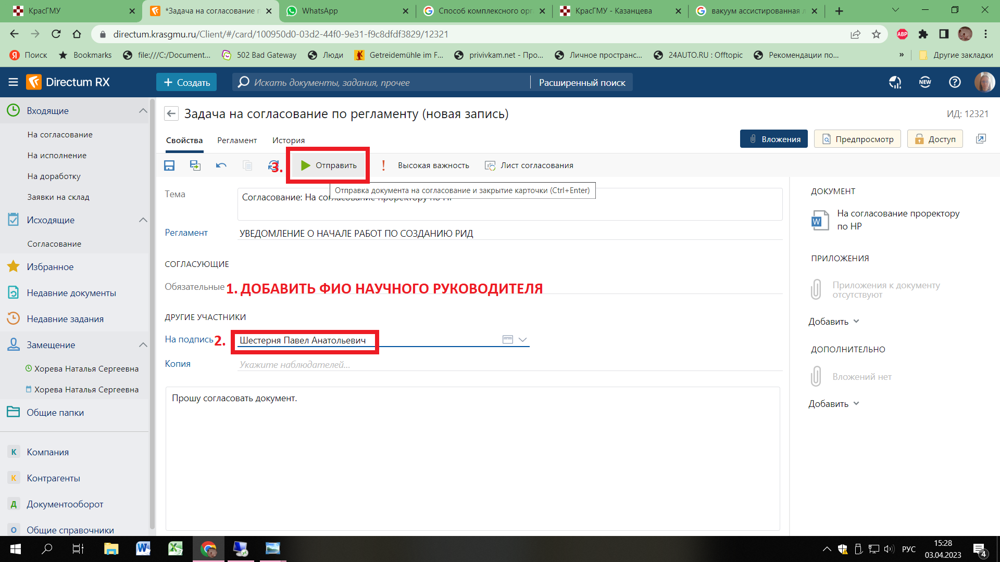 КрасГМУ
*Задача на согласование п
WhatsApp
Способ комплексного орга
КрасГМУ - Казанцева
вакуум ассистированная л
directum.krasgmu.ru/Client/#/card/100950d0-03d2-44f0-9e31-f9c8dfdf3829/12321
ABP
Поиск
Bookmarks
file:///C:/Document...
502 Bad Gateway
Люди
Getreidemühle im F...
privivkam.net - Про...
Личное пространс...
24AUTO.RU : Offtopic
Рекомендации по...
»
Другие закладки
Directum RX
Создать
Искать документы, задания, прочее
Расширенный поиск
NEW
Входящие
На согласование
На исполнение
На доработку
Заявки на склад
Исходящие
Согласование
Избранное
Недавние документы
Недавние задания
Замещение
Хорева Наталья Сергеевна
Хорева Наталья Сергеевна
Общие папки
К Компания
К Контрагенты
Д Документооборот
О Общие справочники
Задача на согласование по регламенту (новая запись)
ИД: 12321
Свойства
Регламент
История
Вложения
Предпросмотр
Доступ
3.
Отправить
Высокая важность
Лист согласования
Отправка документа на согласование и закрытие карточки (Ctrl+Enter)
Тема
Согласование: На согласование проректору по НР
Регламент
УВЕДОМЛЕНИЕ О НАЧАЛЕ РАБОТ ПО СОЗДАНИЮ РИД
СОГЛАСУЮЩИЕ
Обязательные
1. ДОБАВИТЬ ФИО НАУЧНОГО РУКОВОДИТЕЛЯ
ДРУГИЕ УЧАСТНИКИ
На подпись
2.
Шестерня Павел Анатольевич
Копия
Укажите наблюдателей...
Прошу согласовать документ.
ДОКУМЕНТ
На согласование проректору
по НР
ПРИЛОЖЕНИЯ
Приложения к документу
отсутствуют
Добавить
ДОПОЛНИТЕЛЬНО
Вложений нет
Добавить
РУС
15:28
03.04.2023
4